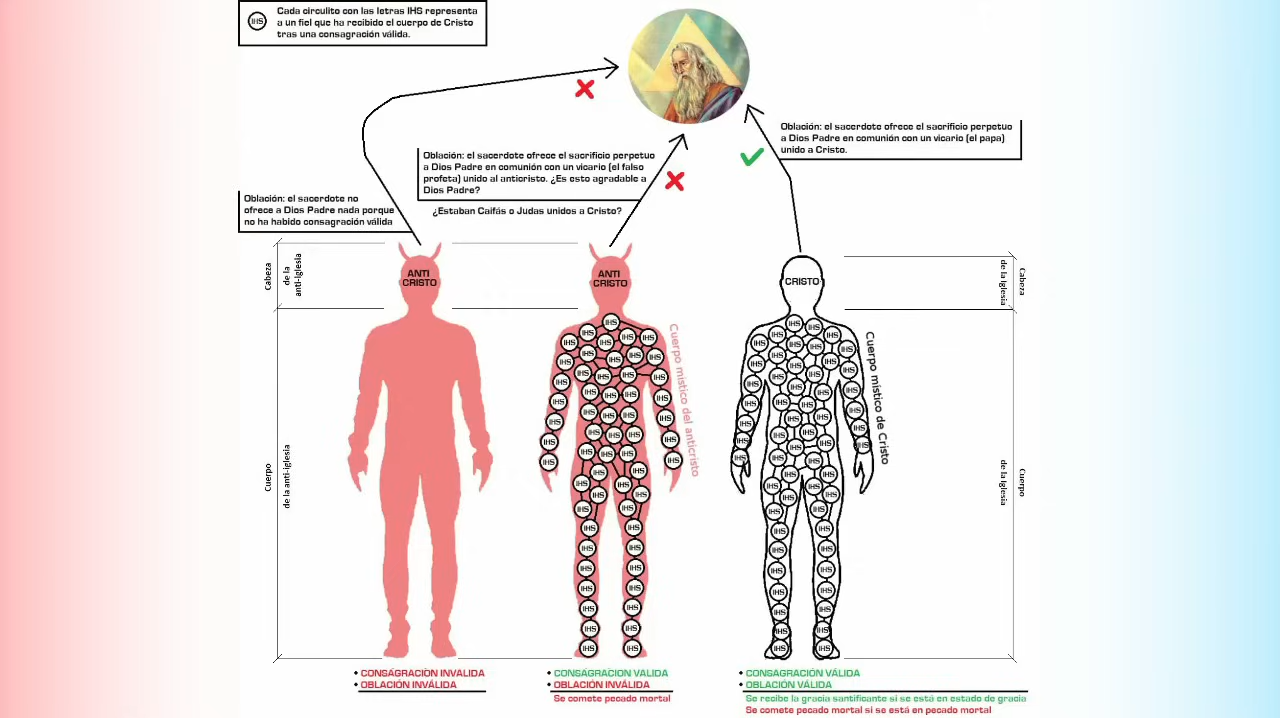 IHS
Cada circulito con las letras IHS representa
a un fiel que ha recibido el cuerpo de Cristo
tras una consagración válida.
Oblación: el sacerdote ofrece el sacrificio perpetuo
a Dios Padre en comunión con un vicario (el papa)
unido a Cristo.
Oblación: el sacerdote ofrece el sacrificio perpetuo
a Dios Padre en comunión con un vicario (el falso
profeta) unido al anticristo. ¿Es esto agradable a
Dios Padre?
¿Estaban Caifás o Judas unidos a Cristo?
Oblación: el sacerdote no
ofrece a Dios Padre nada porque
no ha habido consagración válida
Cabeza
de la
anti-iglesia
ANTI
CRISTO
ANTI
CRISTO
CRISTO
de la Iglesia
Cabeza
Cuerpo místico del anticristo
Cuerpo místico de Cristo
Cuerpo
de la anti-iglesia
de la Iglesia
Cuerpo
• CONSAGRACIÓN INVÁLIDA
• OBLACIÓN INVÁLIDA
• CONSAGRACIÓN VÁLIDA
• OBLACIÓN INVÁLIDA
Se comete pecado mortal
• CONSAGRACIÓN VÁLIDA
• OBLACIÓN VÁLIDA
Se recibe la gracia santificante si se está en estado de gracia
Se comete pecado mortal si se está en pecado mortal